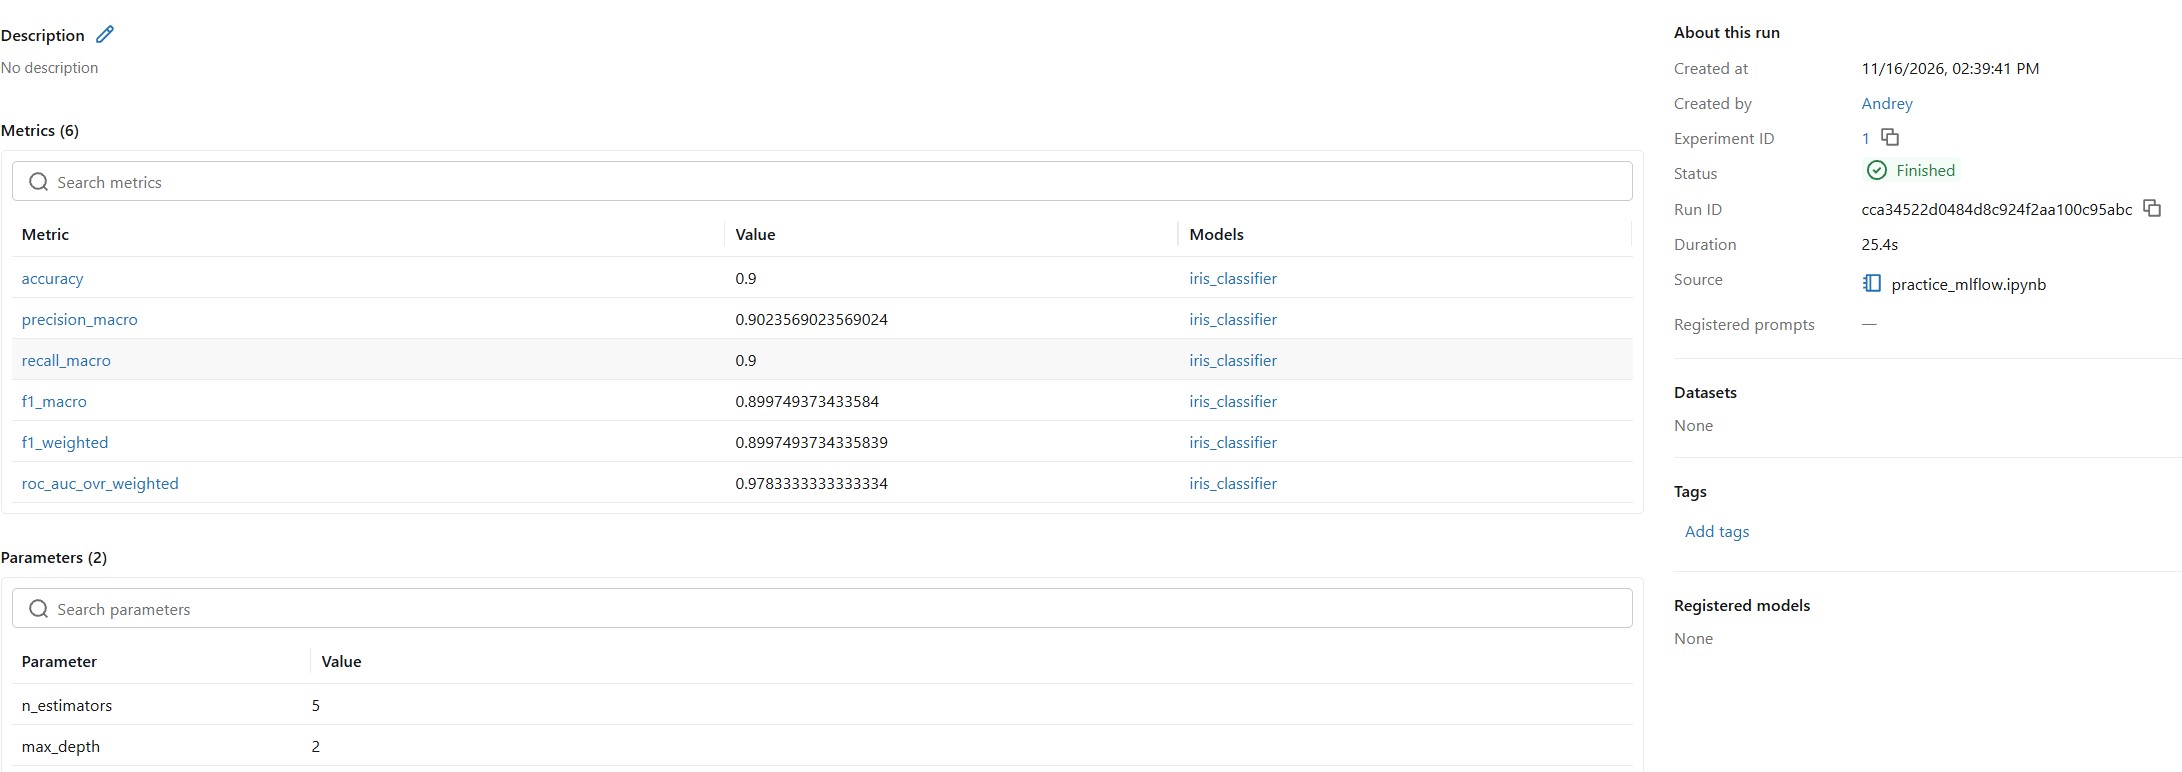 Description
No description
Metrics (6)
Search metrics
Metric Value Models
accuracy 0.9 iris_classifier
precision_macro 0.9023569023569024 iris_classifier
recall_macro 0.9 iris_classifier
f1_macro 0.899749373433584 iris_classifier
f1_weighted 0.8997493734335839 iris_classifier
roc_auc_ovr_weighted 0.9783333333333334 iris_classifier
Parameters (2)
Search parameters
Parameter Value
n_estimators 5
max_depth 2
About this run
Created at 11/16/2026, 02:39:41 PM
Created by Andrey
Experiment ID 1
Status Finished
Run ID cca34522d0484d8c924f2aa100c95abc
Duration 25.4s
Source practice_mlflow.ipynb
Registered prompts —
Datasets
None
Tags
Add tags
Registered models
None